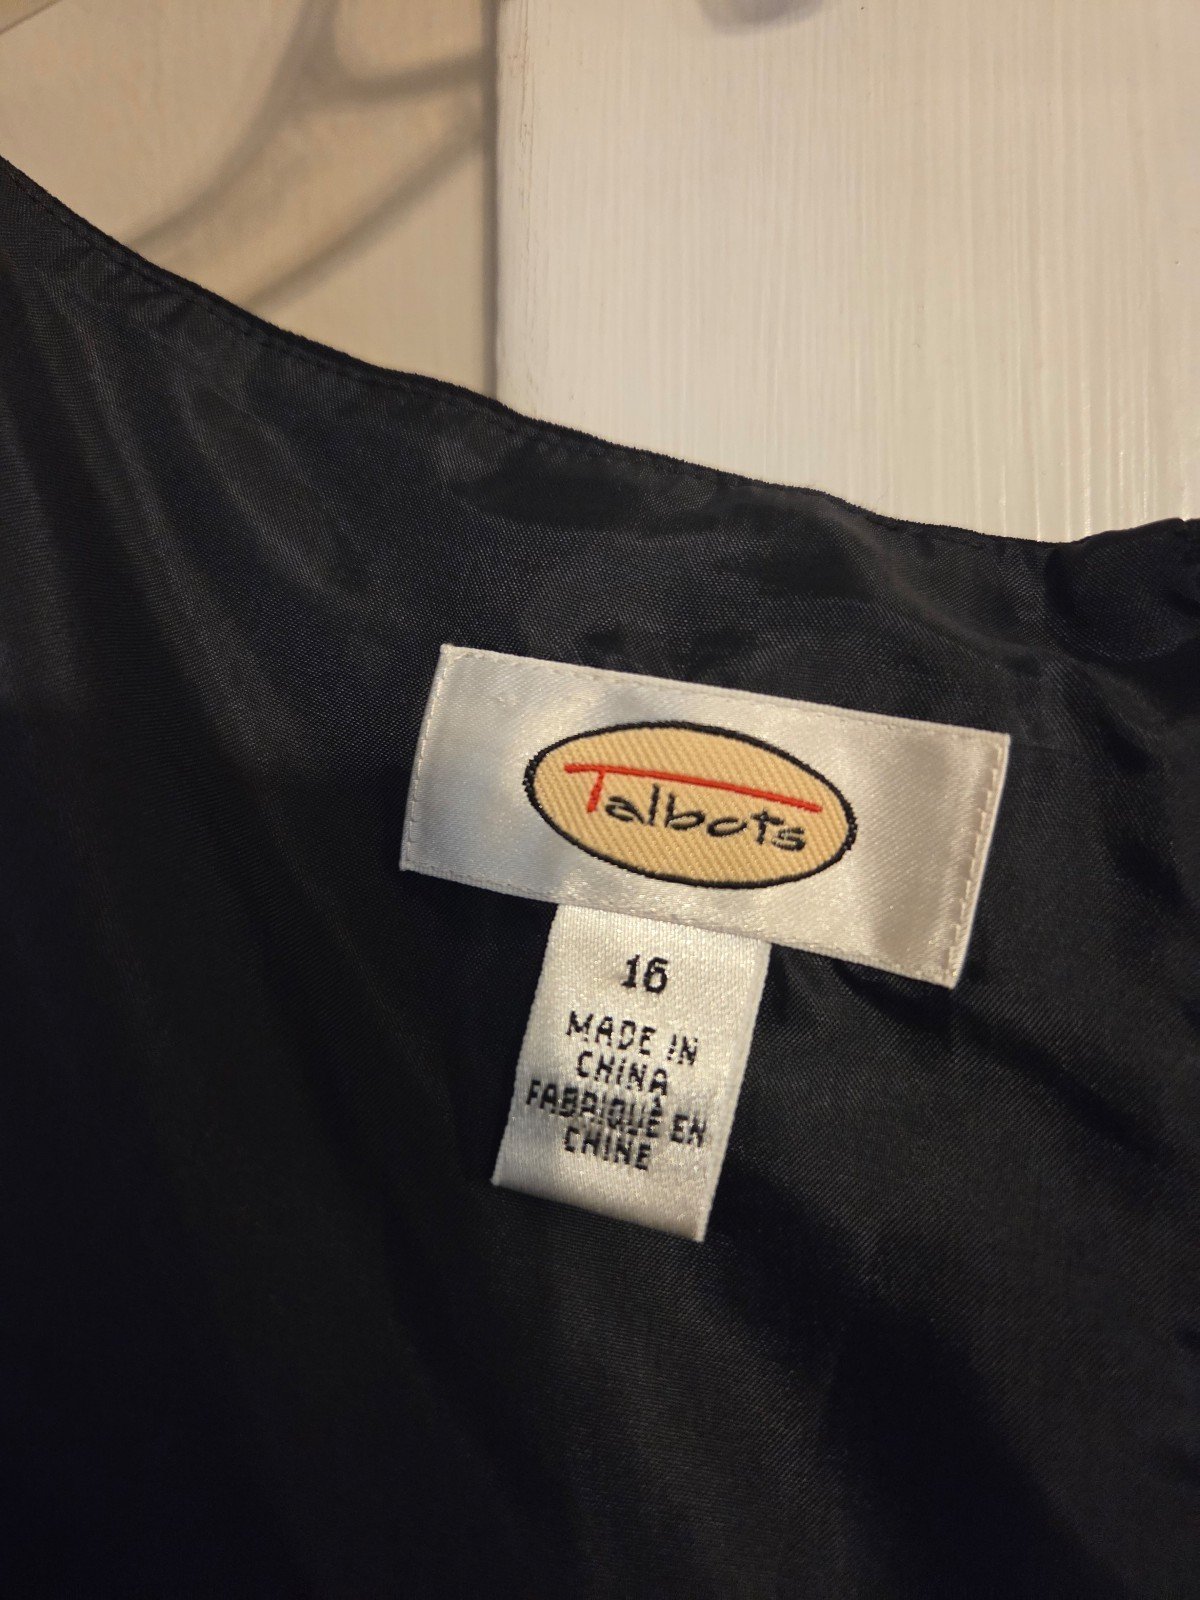 Talbots
16
MADE IN
CHINA
FABRIQUÉ EN
CHINE